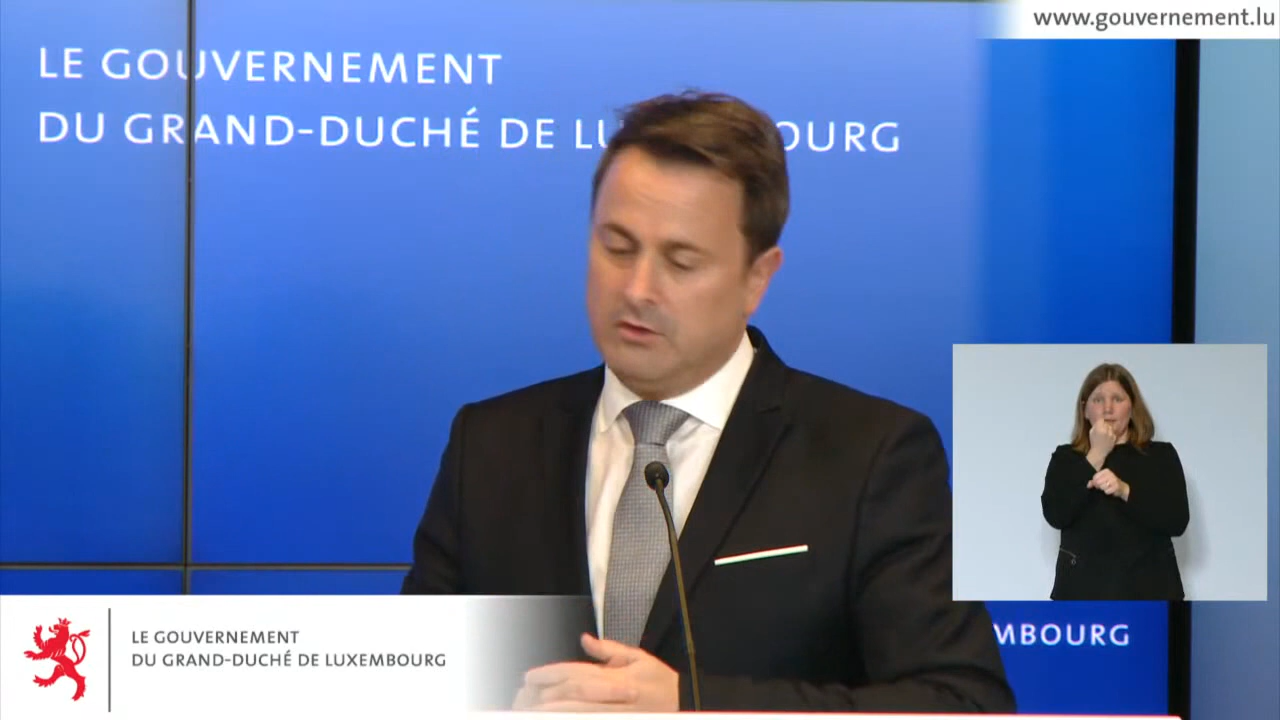 www.gouvernement.lu
LE GOUVERNEMENT
DU GRAND-DUCHÉ DE LU OURG
MBOURG
LE GOUVERNEMENT
DU GRAND-DUCHÉ DE LUXEMBOURG